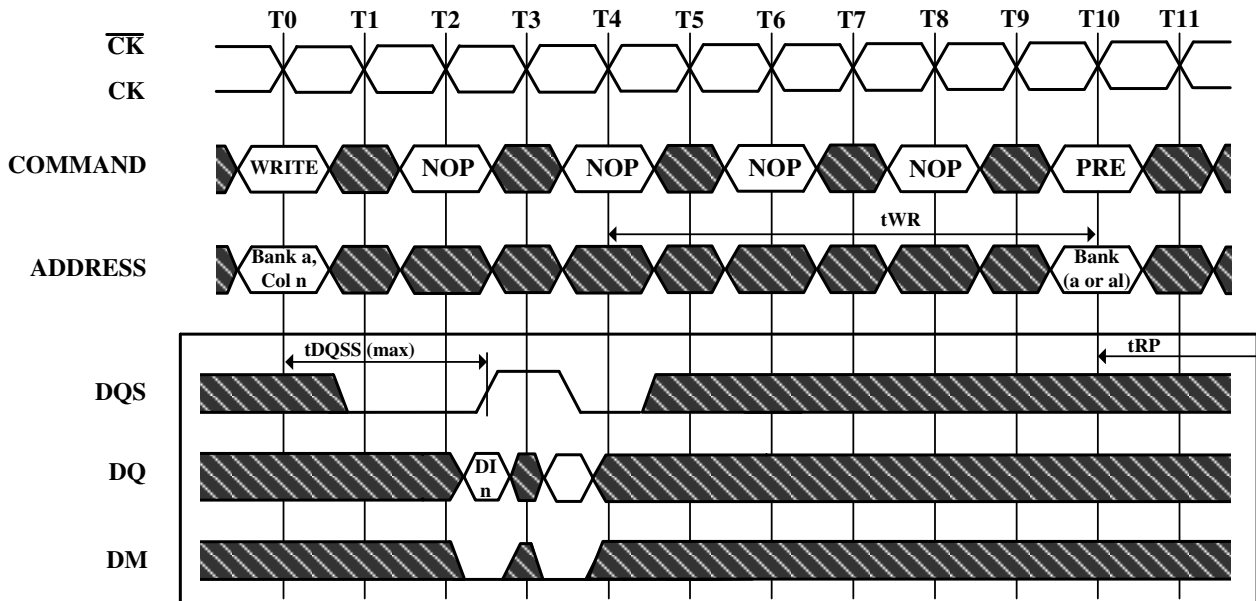 T0 T1 T2 T3 T4 T5 T6 T7 T8 T9 T10 T11
CK
CK
COMMAND WRITE NOP NOP NOP NOP PRE
tWR
ADDRESS
Bank a,
Col n
Bank
(a or al)
tDQSS (max)
tRP
DQS
DQ
DI
n
DM